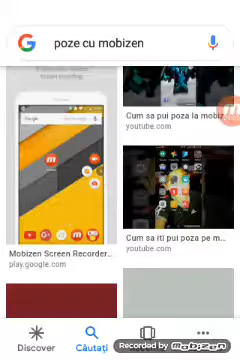 poze cu mobizen
Cum sa pui poza la mobiz...
youtube.com
Mobizen Screen Recorder...
play.google.com
Cum sa iti pui poza pe m...
youtube.com
Discover
Căutați
Recorded by mobizen